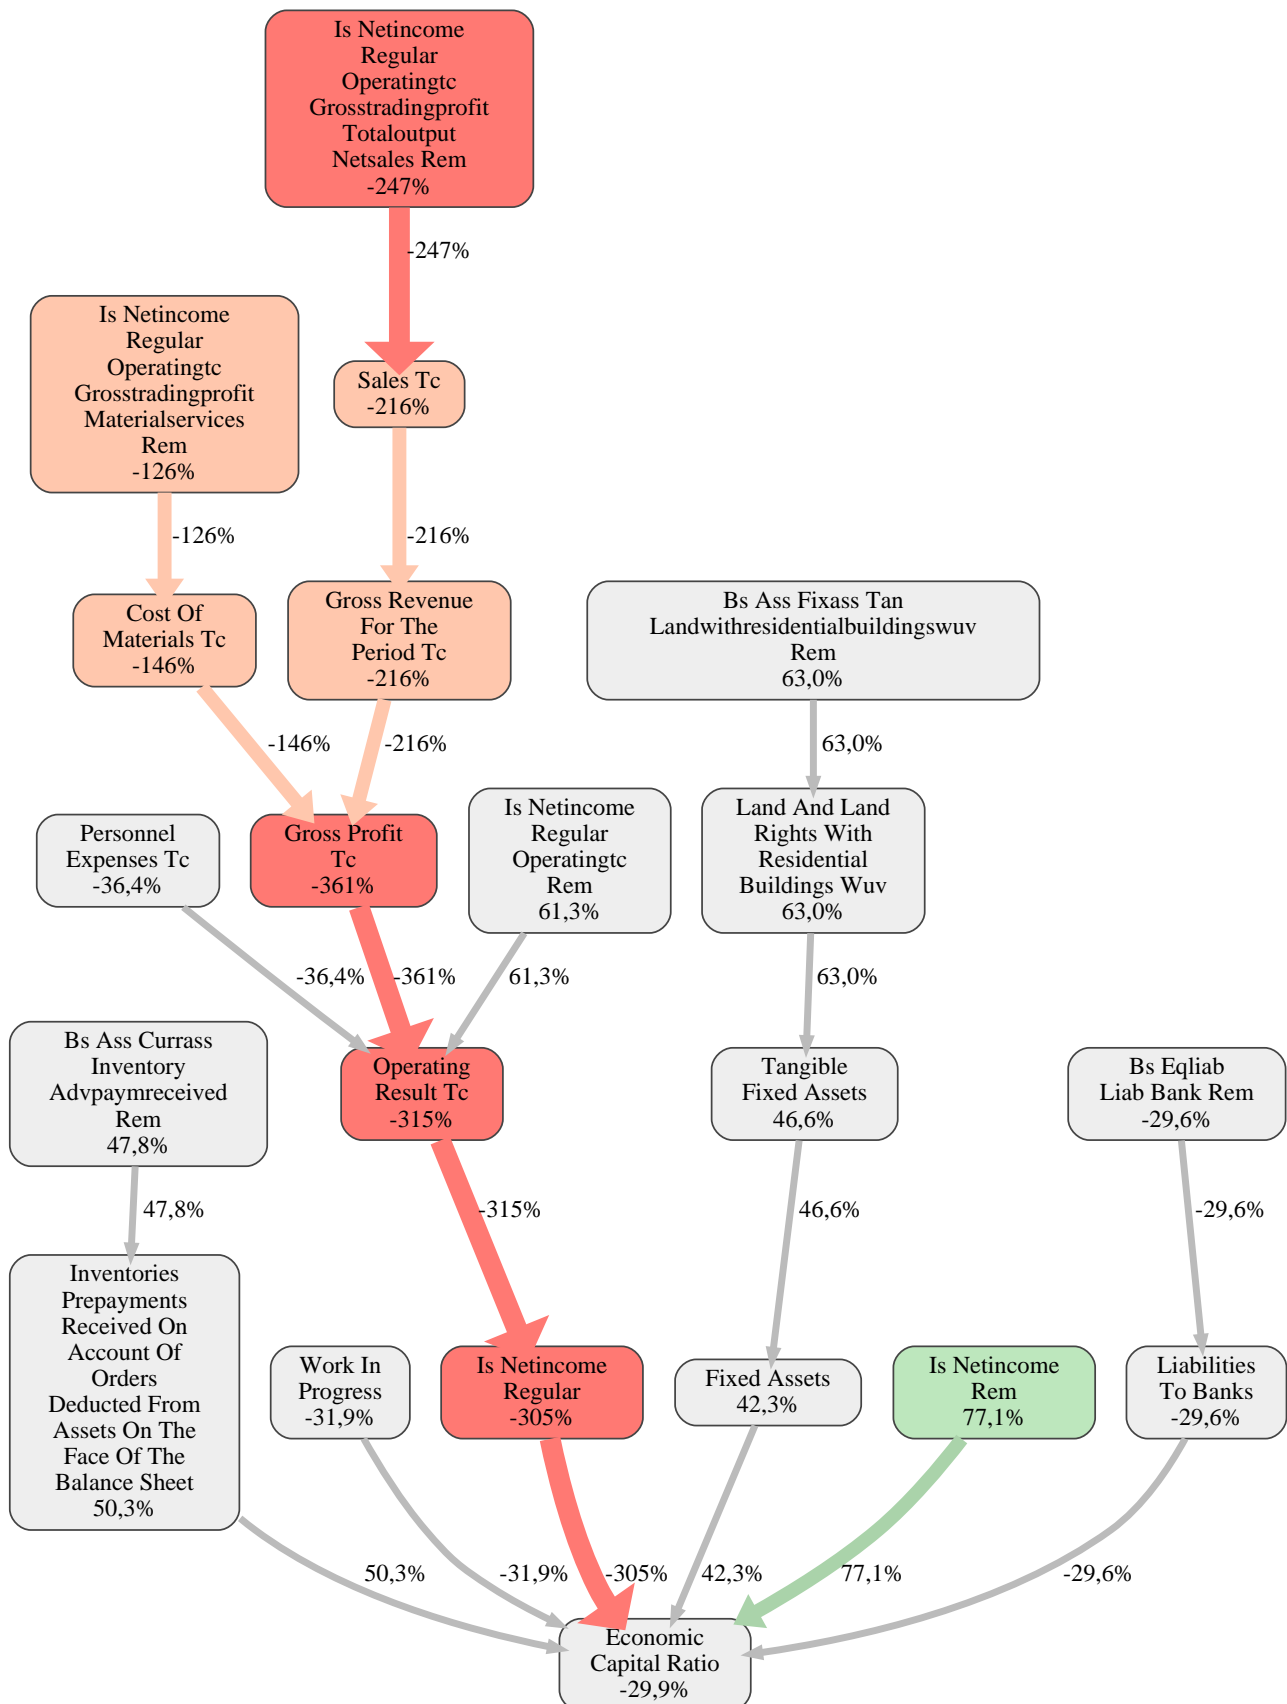 Is Netincome
Regular
Operatingtc
Grosstradingprofit
Totaloutput
Netsales Rem
-247%
-247%
Is Netincome
Regular
Operatingtc
Grosstradingprofit
Materialservices
Rem
-126%
Sales Tc
-216%
-126%
-216%
Cost Of
Materials Tc
-146%
Gross Revenue
For The
Period Tc
-216%
Bs Ass Fixass Tan
Landwithresidentialbuildingswuv
Rem
63,0%
-146%
-216%
63,0%
Personnel
Expenses Tc
-36,4%
Gross Profit
Tc
-361%
Is Netincome
Regular
Operatingtc
Rem
61,3%
Land And Land
Rights With
Residential
Buildings Wuv
63,0%
-36,4%
-361%
61,3%
63,0%
Bs Ass Currass
Inventory
Advpaymreceived
Rem
47,8%
Operating
Result Tc
-315%
Tangible
Fixed Assets
46,6%
Bs Eqliab
Liab Bank Rem
-29,6%
47,8%
-315%
46,6%
-29,6%
Inventories
Prepayments
Received On
Account Of
Orders
Deducted From
Assets On The
Face Of The
Balance Sheet
50,3%
Work In
Progress
-31,9%
Is Netincome
Regular
-305%
Fixed Assets
42,3%
Is Netincome
Rem
77,1%
Liabilities
To Banks
-29,6%
50,3%
-31,9%
-305%
42,3%
77,1%
-29,6%
Economic
Capital Ratio
-29,9%